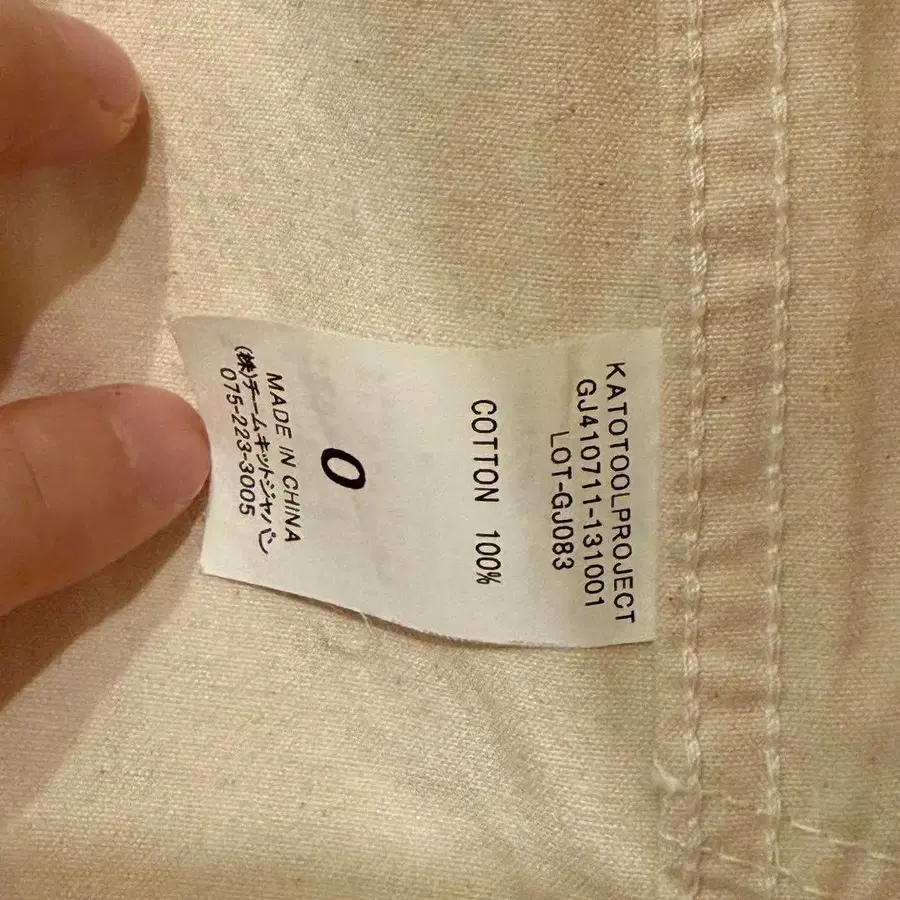 KATOTOOLPROJECT
GJ410711-131001
LOT-GJ083
COTTON 100%
0
MADE IN CHINA
(株)チームキットジャパン
075-223-3005